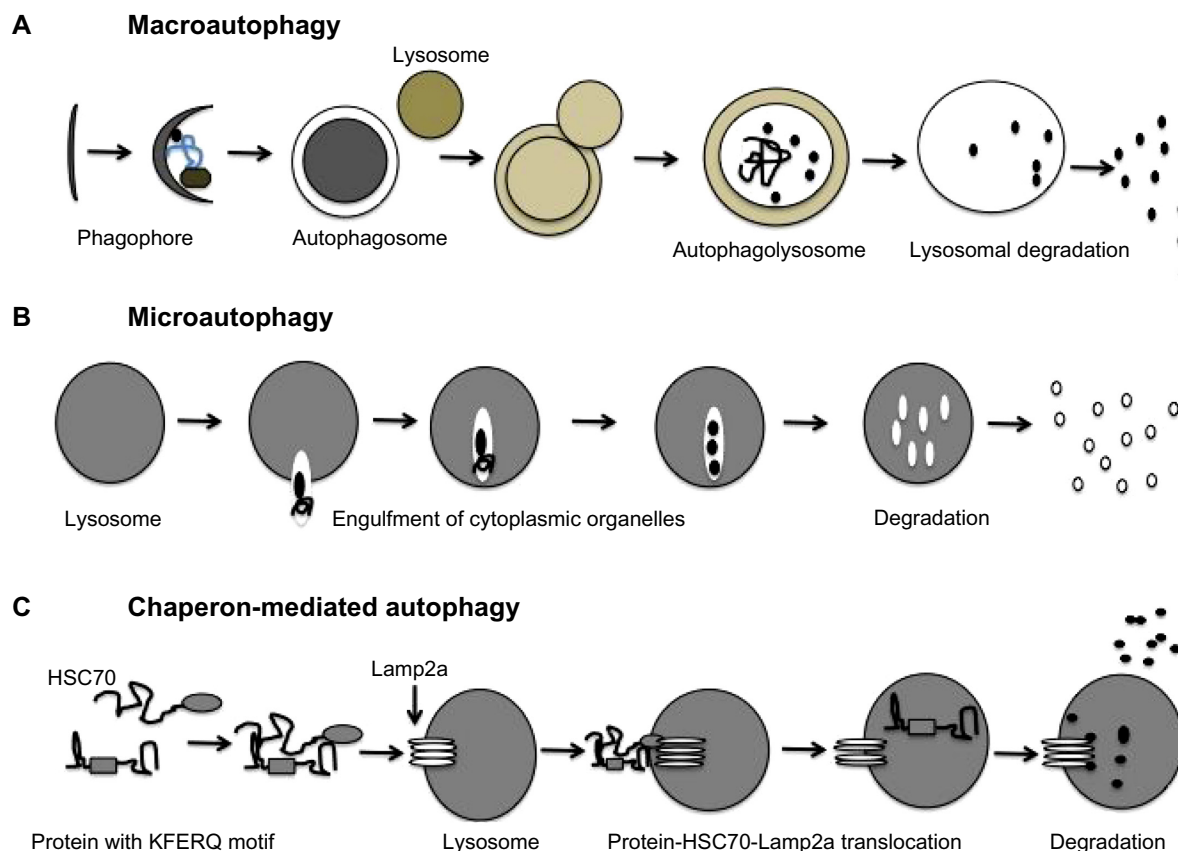 A Macroautophagy
Lysosome
Phagophore
Autophagosome
Autophagolysosome
Lysosomal degradation
B Microautophagy
Lysosome
Engulfment of cytoplasmic organelles
Degradation
C Chaperon-mediated autophagy
HSC70
Lamp2a
Protein with KFERQ motif
Lysosome
Protein-HSC70-Lamp2a translocation
Degradation